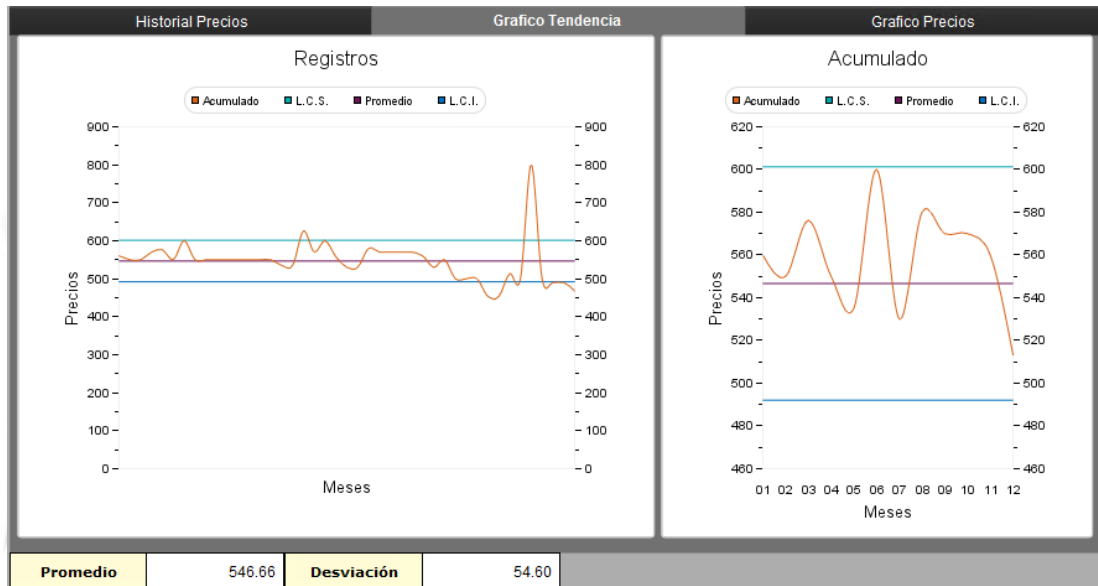 Historial Precios Grafico Tendencia Grafico Precios
Registros
Acumulado L.C.S. Promedio L.C.I.
900 900
800 800
700 700
600 600
500 500
400 400
300 300
200 200
100 100
0 0
Precios
Meses
Acumulado
Acumulado L.C.S. Promedio L.C.I.
620 620
600 600
580 580
560 560
540 540
520 520
500 500
480 480
460 460
Precios
01 02 03 04 05 06 07 08 09 10 11 12
Meses
Promedio 546.66 Desviación 54.60